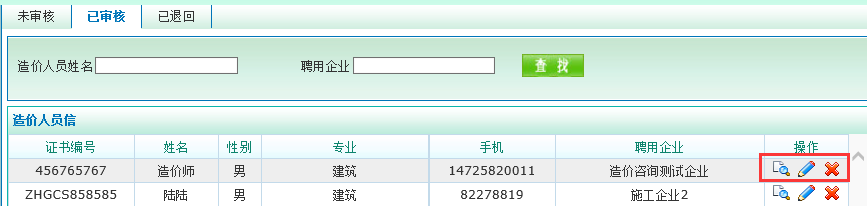 未审核 已审核 已退回
造价人员姓名 聘用企业 查 找
造价人员信
证书编号 姓名 性别 专业 手机 聘用企业 操作
456765767 造价师 男 建筑 14725820011 造价咨询测试企业
ZHGCS858585 陆陆 男 建筑 82278819 施工企业2